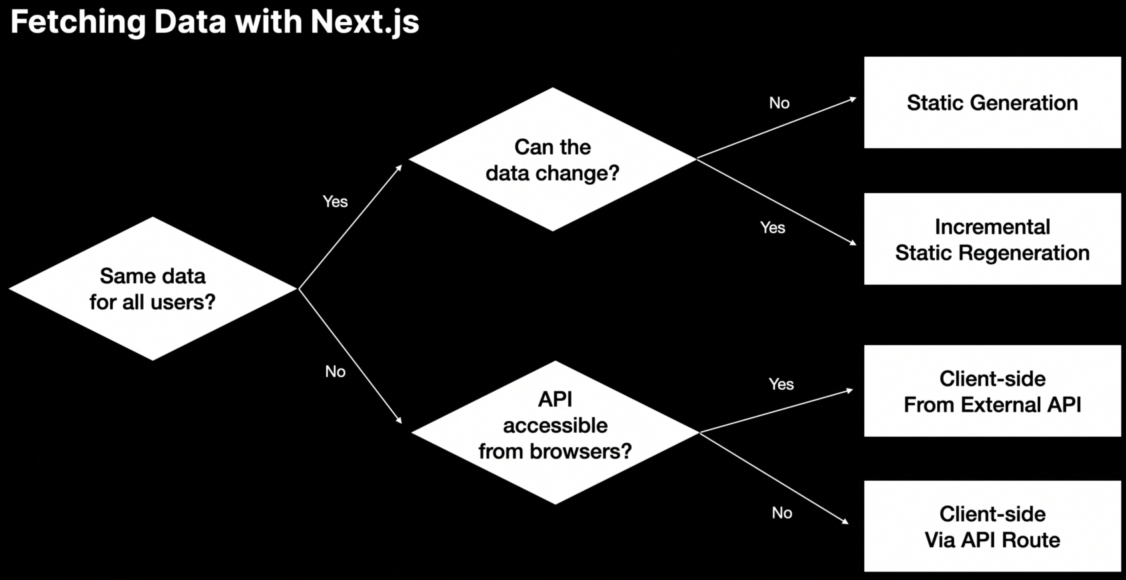 Fetching Data with Next.js
Same data
for all users?
Yes
No
Can the
data change?
No
Yes
Static Generation
Incremental
Static Regeneration
API
accessible
from browsers?
Yes
No
Client-side
From External API
Client-side
Via API Route